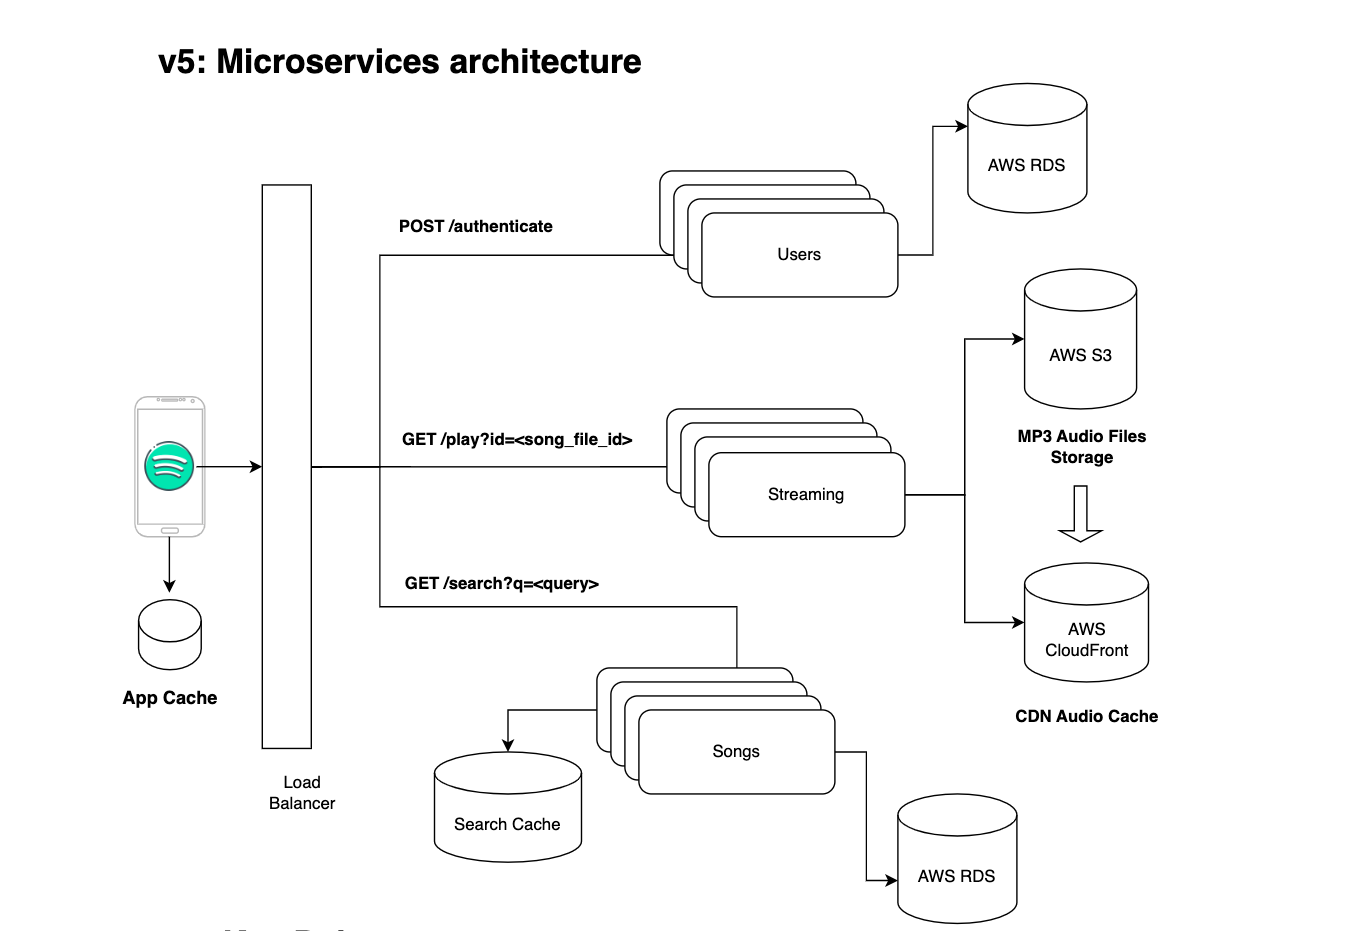 v5: Microservices architecture
AWS RDS
POST /authenticate
Users
AWS S3
MP3 Audio Files
Storage
GET /play?id=<song_file_id>
Streaming
GET /search?q=<query>
AWS
CloudFront
CDN Audio Cache
App Cache
Load
Balancer
Songs
Search Cache
AWS RDS